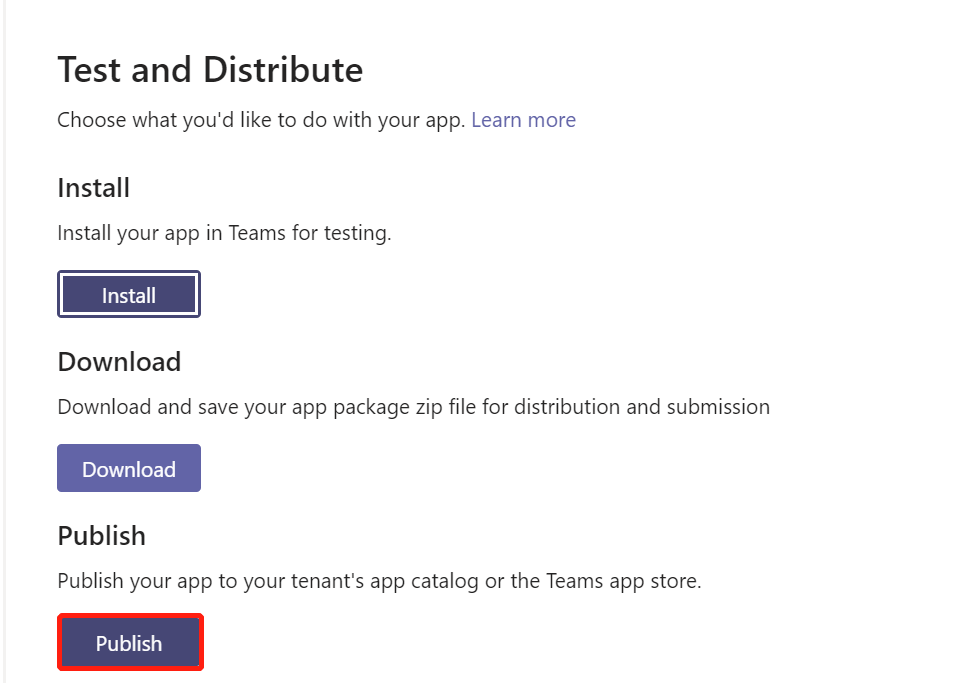 Test and Distribute
Choose what you'd like to do with your app. Learn more
Install
Install your app in Teams for testing.
Install
Download
Download and save your app package zip file for distribution and submission
Download
Publish
Publish your app to your tenant's app catalog or the Teams app store.
Publish